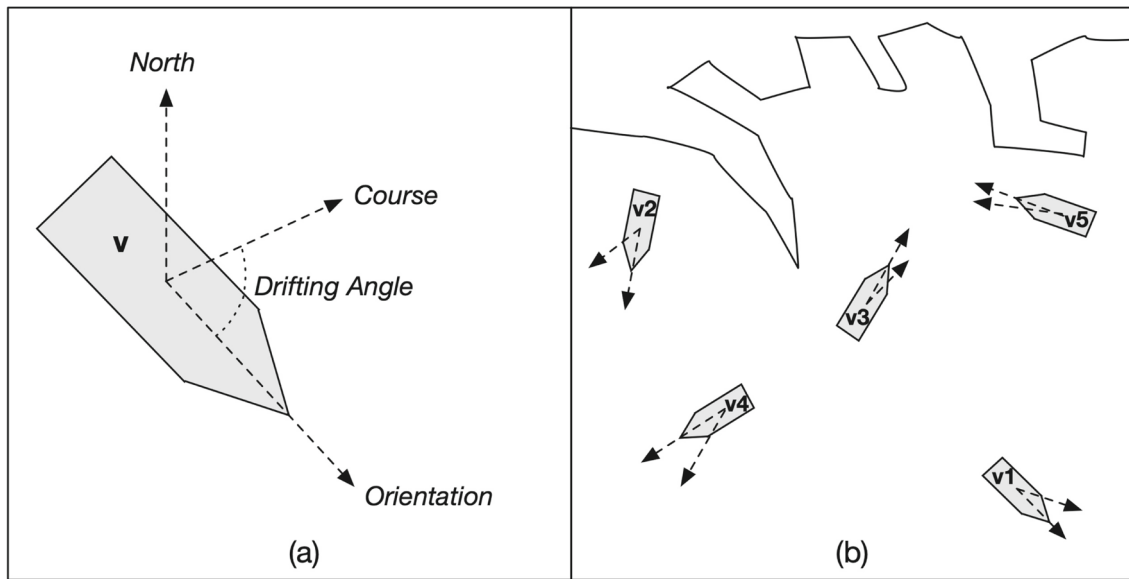 North
Course
v
Drifting Angle
Orientation
(a)
v2
v5
v3
v4
v1
(b)